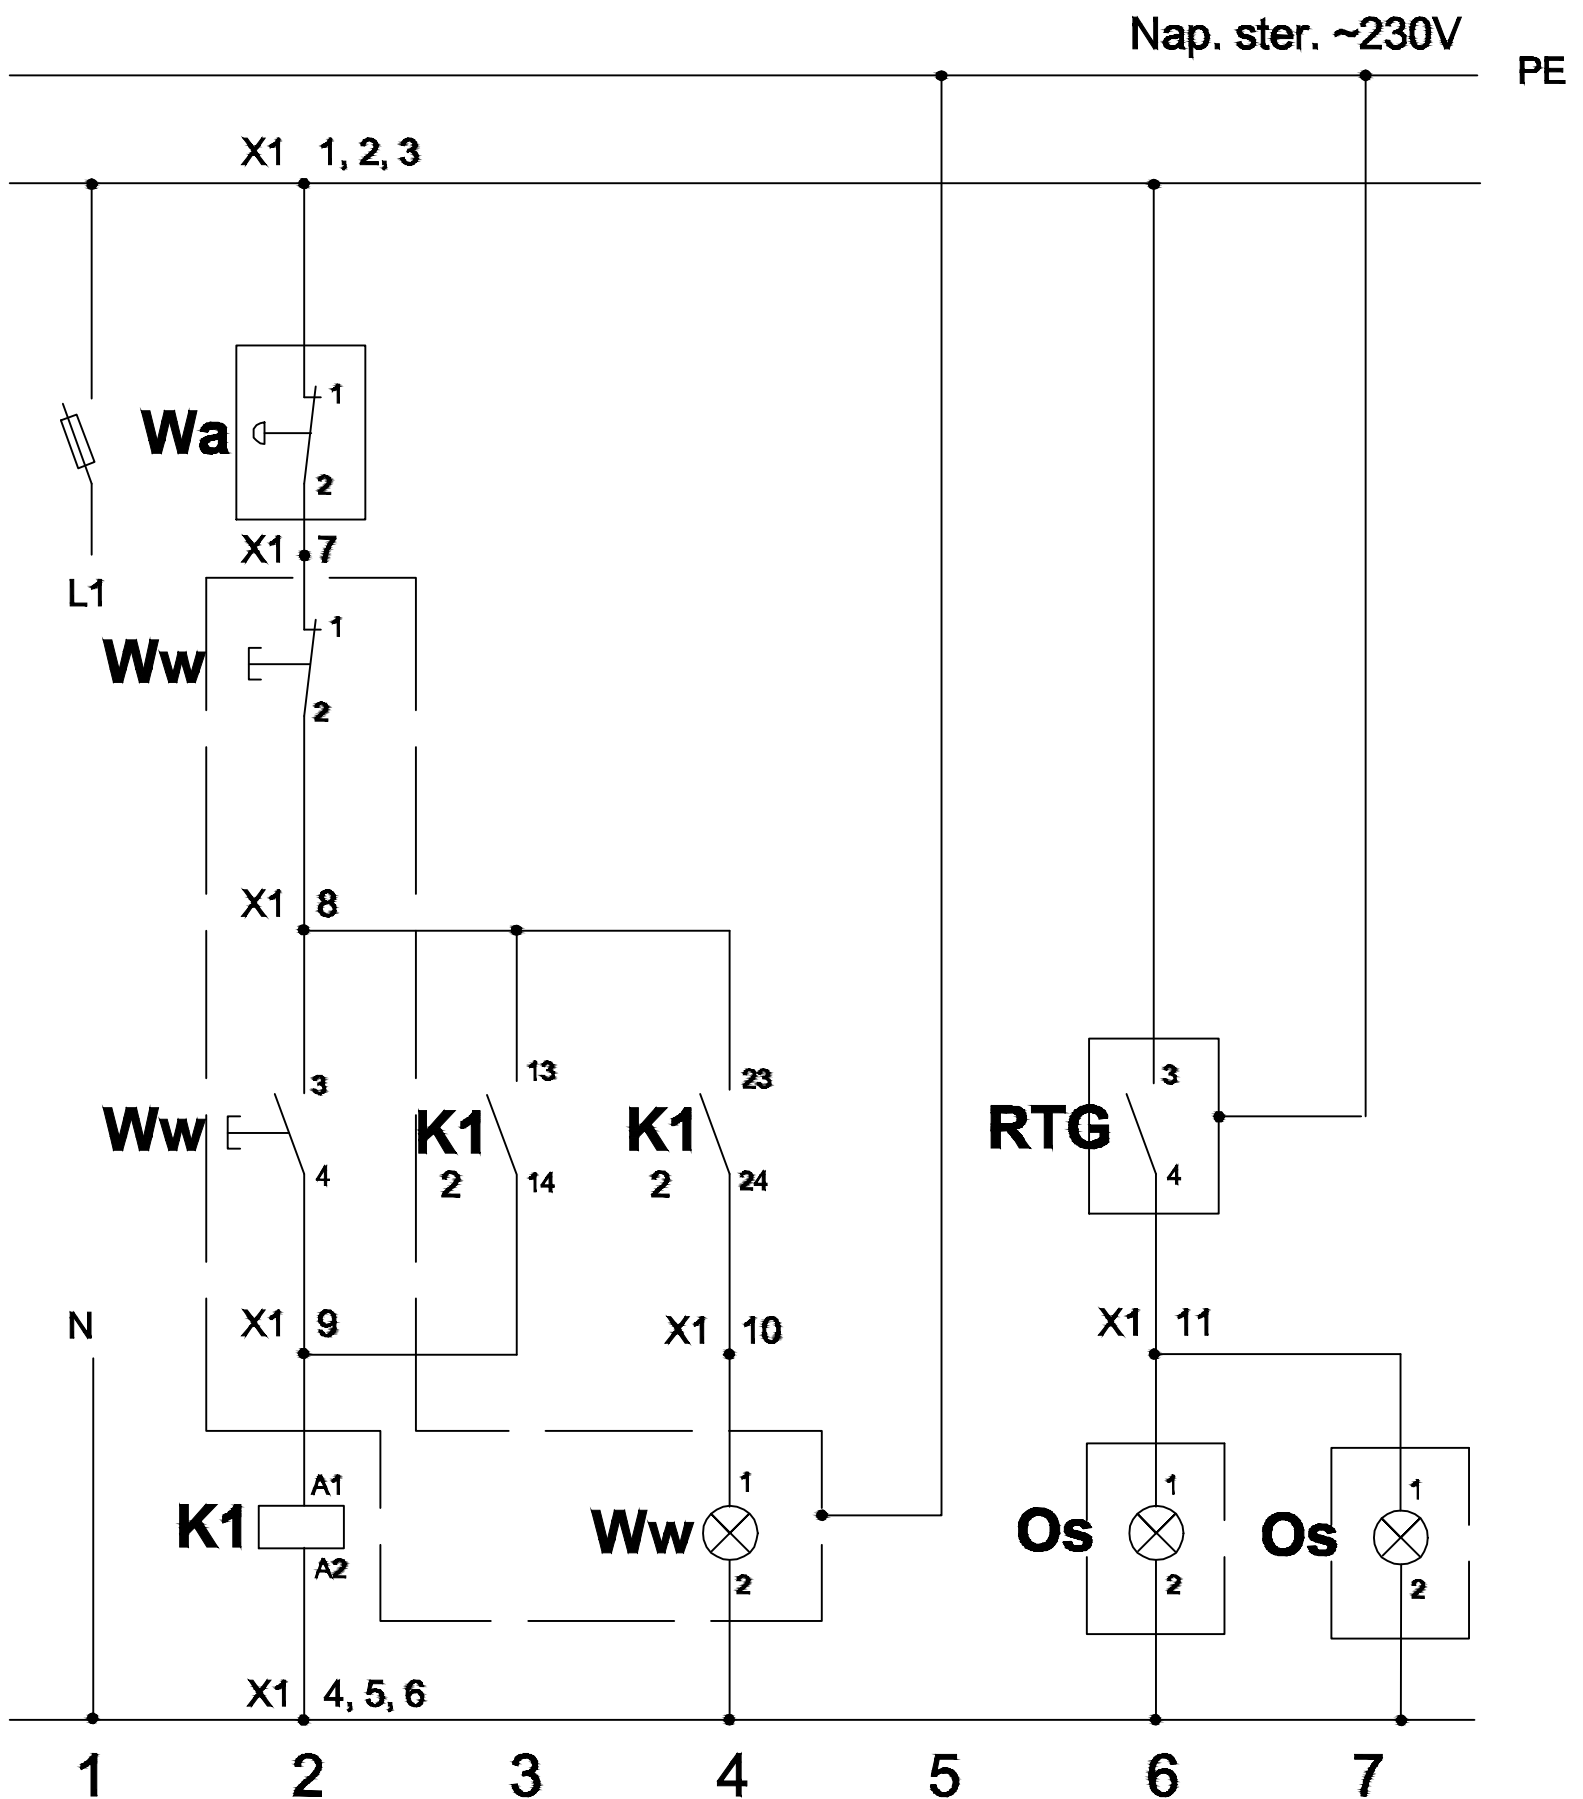 Nap. ster. ~230V
PE
X1 1, 2, 3
1
Wa
2
X1 7
L1
1
Ww
2
X1 8
3 13 23 3
Ww K1 K1 RTG
4 2 14 2 24 4
N X1 9 X1 10 X1 11
A1 1 1 1
K1 Ww Os Os
A2 2 2 2
X1 4, 5, 6
1 2 3 4 5 6 7